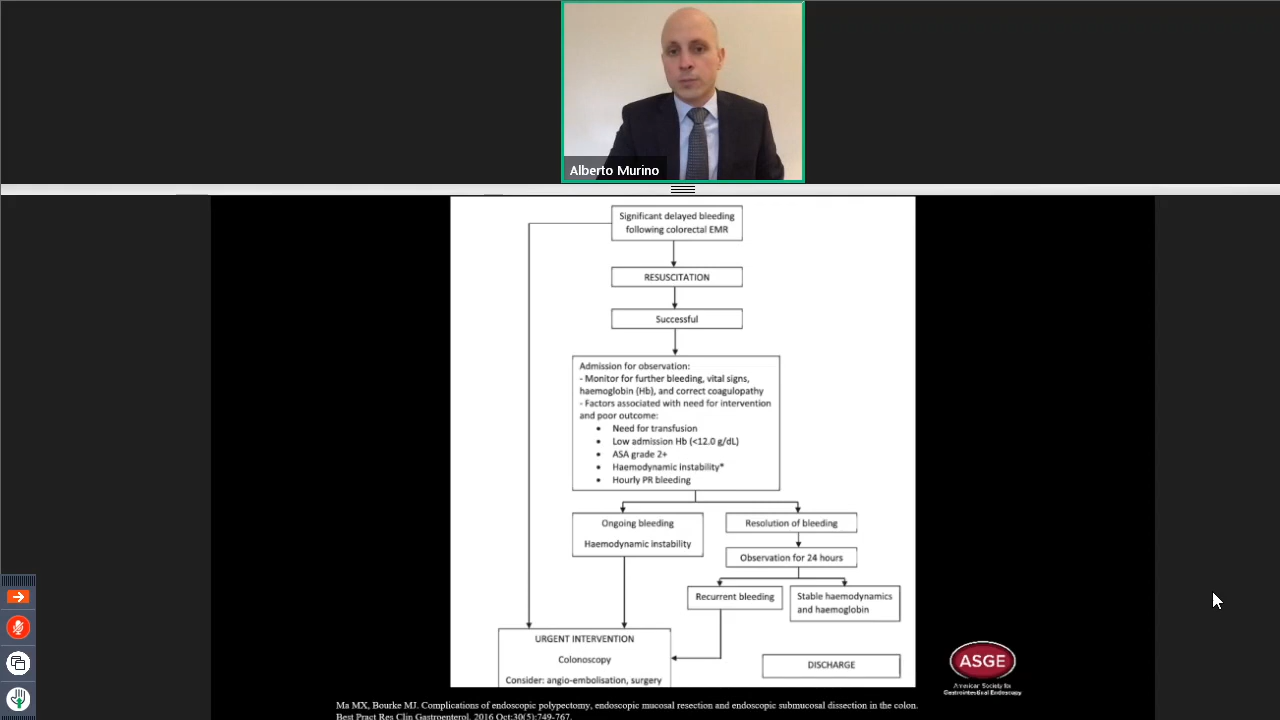 Alberto Murino
Significant delayed bleeding
following colorectal EMR
RESUSCITATION
Successful
Admission for observation:
- Monitor for further bleeding, vital signs,
haemoglobin (Hb), and correct coagulopathy
- Factors associated with need for intervention
and poor outcome:
• Need for transfusion
• Low admission Hb (<12.0 g/dL)
• ASA grade 2+
• Haemodynamic instability*
• Hourly PR bleeding
Ongoing bleeding
Haemodynamic instability
Resolution of bleeding
Observation for 24 hours
Recurrent bleeding
Stable haemodynamics
and haemoglobin
URGENT INTERVENTION
Colonoscopy
Consider: angio-embolisation, surgery
DISCHARGE
ASGE
American Society for
Gastrointestinal Endoscopy
Ma MX, Bourke MJ. Complications of endoscopic polypectomy, endoscopic mucosal resection and endoscopic submucosal dissection in the colon.
Best Pract Res Clin Gastroenterol. 2016 Oct;30(5):749-767.